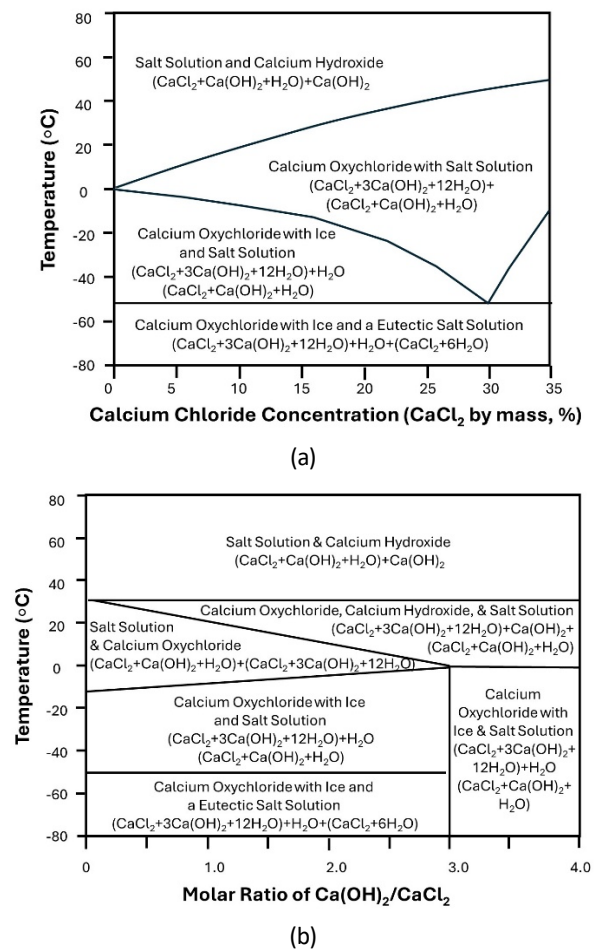 80
60
40
20
0
-20
-40
-60
-80
Temperature (∘C)
Salt Solution and Calcium Hydroxide
(CaCl₂+Ca(OH)₂+H₂O)+Ca(OH)₂
Calcium Oxychloride with Salt Solution
(CaCl₂+3Ca(OH)₂+12H₂O)+
(CaCl₂+Ca(OH)₂+H₂O)
Calcium Oxychloride with Ice
and Salt Solution
(CaCl₂+3Ca(OH)₂+12H₂O)+H₂O
(CaCl₂+Ca(OH)₂+H₂O)
Calcium Oxychloride with Ice and a Eutectic Salt Solution
(CaCl₂+3Ca(OH)₂+12H₂O)+H₂O+(CaCl₂+6H₂O)
0 5 10 15 20 25 30 35
Calcium Chloride Concentration (CaCl₂ by mass, %)
(a)
80
60
40
20
0
-20
-40
-60
-80
Temperature (∘C)
Salt Solution & Calcium Hydroxide
(CaCl₂+Ca(OH)₂+H₂O)+Ca(OH)₂
Calcium Oxychloride, Calcium Hydroxide, & Salt Solution
(CaCl₂+3Ca(OH)₂+12H₂O)+Ca(OH)₂+
(CaCl₂+Ca(OH)₂+H₂O)
Salt Solution
& Calcium Oxychloride
(CaCl₂+Ca(OH)₂+H₂O)+(CaCl₂+3Ca(OH)₂+12H₂O)
Calcium Oxychloride with Ice
and Salt Solution
(CaCl₂+3Ca(OH)₂+12H₂O)+H₂O
(CaCl₂+Ca(OH)₂+H₂O)
Calcium
Oxychloride with
Ice & Salt Solution
(CaCl₂+3Ca(OH)₂+
12H₂O)+H₂O
(CaCl₂+Ca(OH)₂+
H₂O)
Calcium Oxychloride with Ice and
a Eutectic Salt Solution
(CaCl₂+3Ca(OH)₂+12H₂O)+H₂O+(CaCl₂+6H₂O)
0 1.0 2.0 3.0 4.0
Molar Ratio of Ca(OH)₂/CaCl₂
(b)